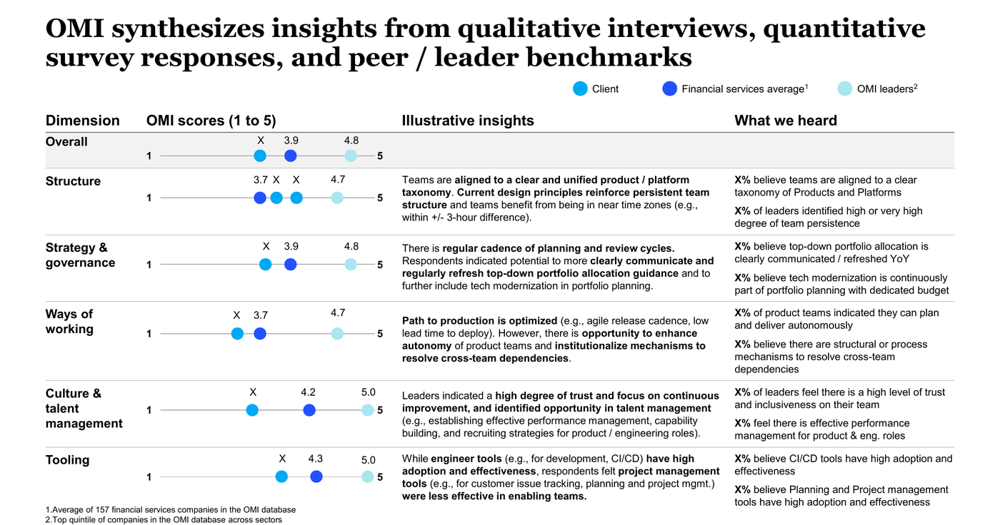 OMI synthesizes insights from qualitative interviews, quantitative
survey responses, and peer / leader benchmarks
Client
Financial services average1
OMI leaders2
Dimension
OMI scores (1 to 5)
Illustrative insights
What we heard
Overall
X
3.9
4.8
1
5
Structure
3.7
X
X
4.7
1
5
Teams are aligned to a clear and unified product / platform
taxonomy. Current design principles reinforce persistent team
structure and teams benefit from being in near time zones (e.g.,
within +/- 3-hour difference).
X% believe teams are aligned to a clear
taxonomy of Products and Platforms
X% of leaders identified high or very high
degree of team persistence
Strategy &
governance
X
3.9
4.8
1
5
There is regular cadence of planning and review cycles.
Respondents indicated potential to more clearly communicate and
regularly refresh top-down portfolio allocation guidance and to
further include tech modernization in portfolio planning.
X% believe top-down portfolio allocation is
clearly communicated / refreshed YoY
X% believe tech modernization is continuously
part of portfolio planning with dedicated budget
Ways of
working
X
3.7
4.7
1
5
Path to production is optimized (e.g., agile release cadence, low
lead time to deploy). However, there is opportunity to enhance
autonomy of product teams and institutionalize mechanisms to
resolve cross-team dependencies.
X% of product teams indicated they can plan
and deliver autonomously
X% believe there are structural or process
mechanisms to resolve cross-team
dependencies
Culture &
talent
management
X
4.2
5.0
1
5
Leaders indicated a high degree of trust and focus on continuous
improvement, and identified opportunity in talent management
(e.g., establishing effective performance management, capability
building, and recruiting strategies for product / engineering roles).
X% of leaders feel there is a high level of trust
and inclusiveness on their team
X% feel there is effective performance
management for product & eng. roles
Tooling
X
4.3
5.0
1
5
While engineer tools (e.g., for development, CI/CD) have high
adoption and effectiveness, respondents felt project management
tools (e.g., for customer issue tracking, planning and project mgmt.)
were less effective in enabling teams.
X% believe CI/CD tools have high adoption and
effectiveness
X% believe Planning and Project management
tools have high adoption and effectiveness
1.Average of 157 financial services companies in the OMI database
2.Top quintile of companies in the OMI database across sectors